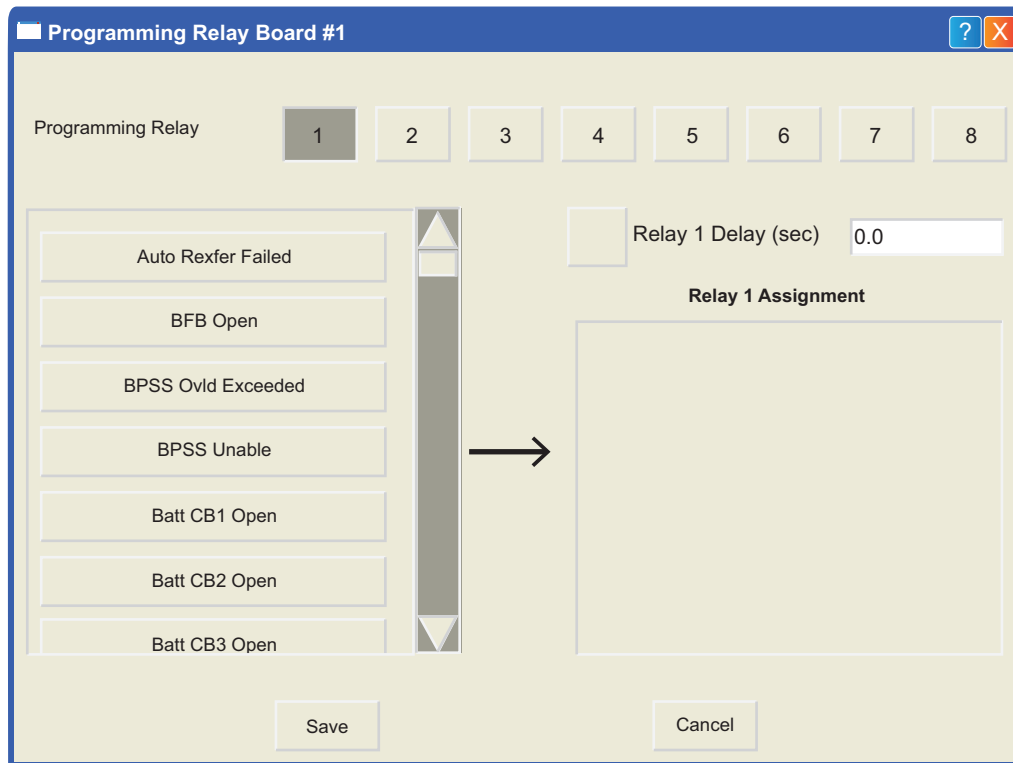 Programming Relay Board #1
? X
Programming Relay 1 2 3 4 5 6 7 8
Relay 1 Delay (sec) 0.0
Relay 1 Assignment
Auto Rexfer Failed
BFB Open
BPSS Ovld Exceeded
BPSS Unable
Batt CB1 Open
Batt CB2 Open
Batt CB3 Open
Save Cancel